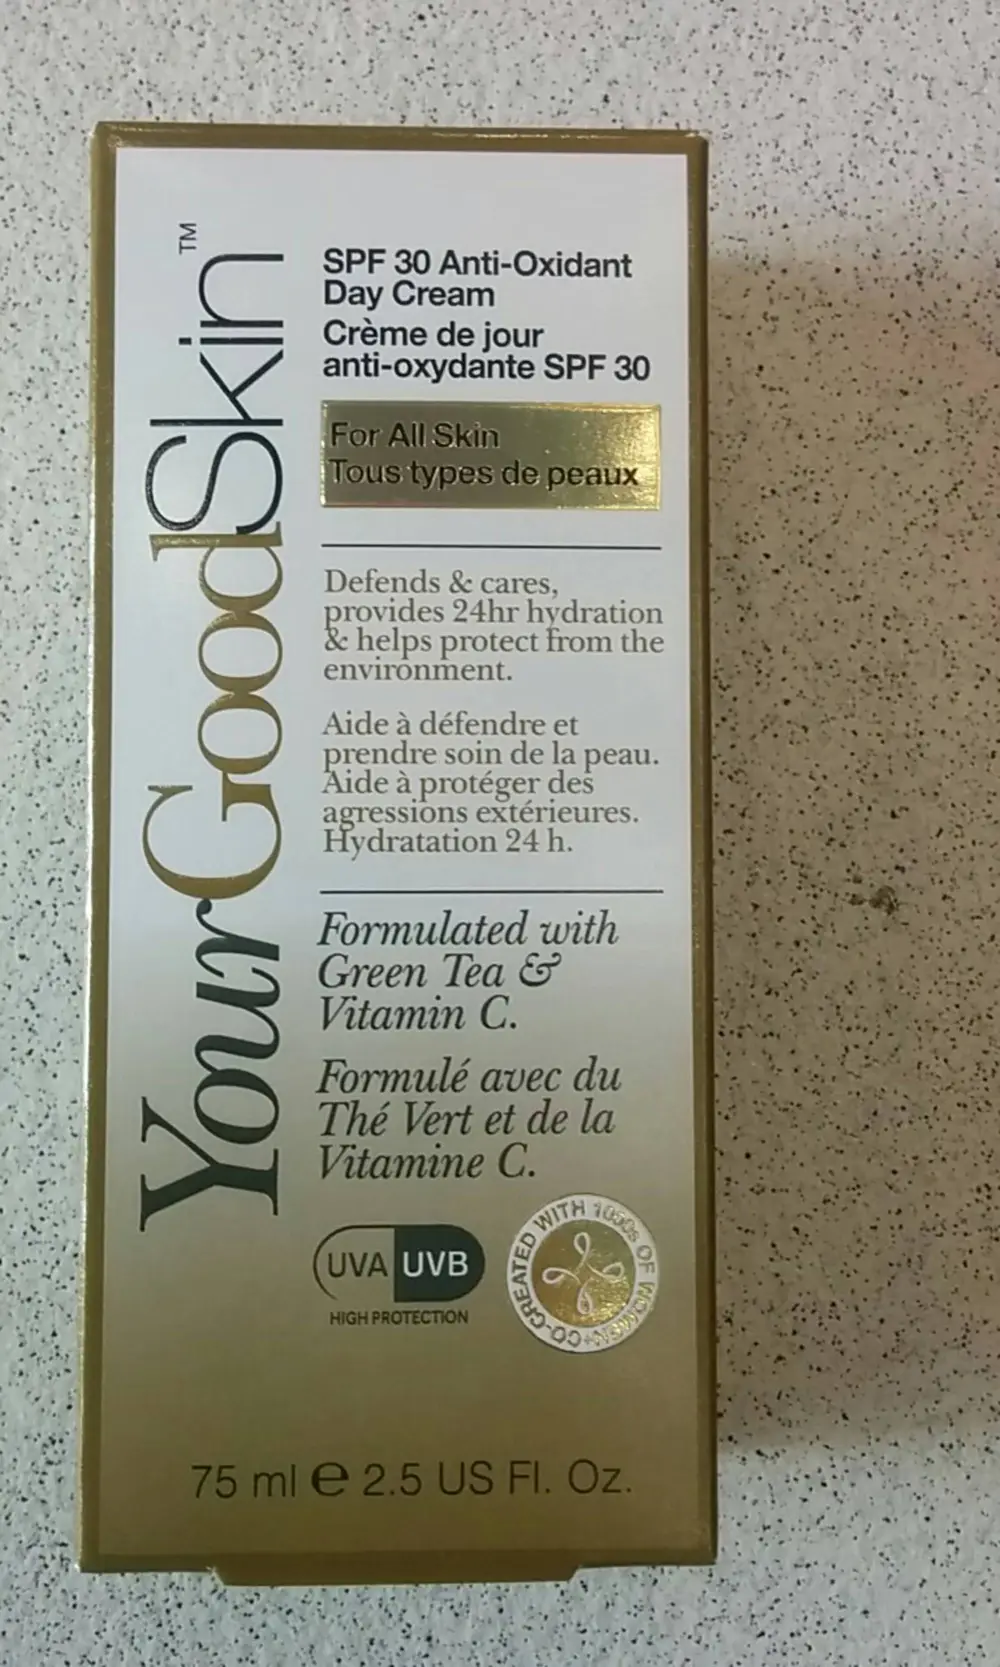 YourGoodSkin™
SPF 30 Anti-Oxidant
Day Cream
Crème de jour
anti-oxydante SPF 30
For All Skin
Tous types de peaux
Defends & cares,
provides 24hr hydration
& helps protect from the
environment.
Aide à défendre et
prendre soin de la peau.
Aide à protéger des
agressions extérieures.
Hydratation 24 h.
Formulated with
Green Tea &
Vitamin C.
Formulé avec du
Thé Vert et de la
Vitamine C.
UVA UVB
HIGH PROTECTION
CO-CREATED WITH 1000s OF WOMEN+
75 ml e 2.5 US Fl. Oz.